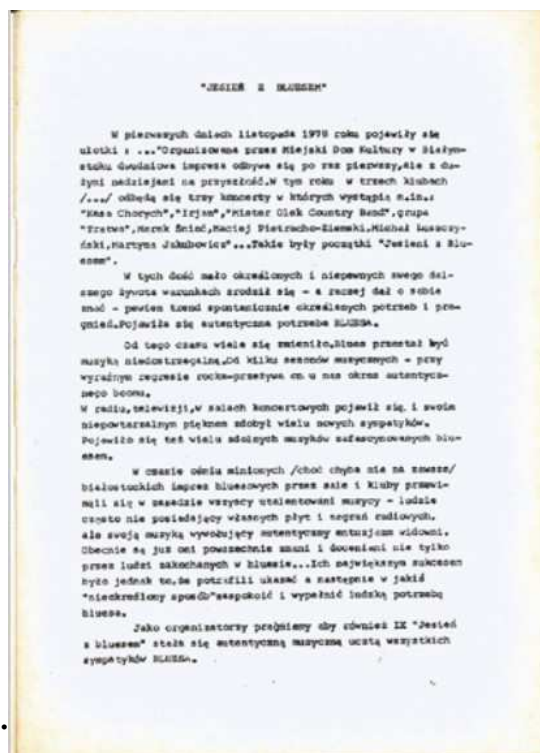 "JESIEŃ Z BLUESEM"
W pierwszych dniach listopada 1978 roku pojawiły się
ulotki : ..."Organizowana przez Miejski Dom Kultury w Białym-
stoku dwudniowa impreza odbywa się po raz pierwszy,ale z du-
żymi nadziejami na przyszłość.W tym roku w trzech klubach
/.../ odbędą się trzy koncerty w których wystąpią m.in.:
"Kasa Chorych","Irjan","Mister Olek Country Band",grupa
"Tratwa",Marek Śnieć,Maciej Pietracho-Ziemski,Michał Łuszczy-
ński,Martyna Jakubowicz"...Takie były początki "Jesieni z Blu-
esem".
W tych dość mało określonych i niepewnych swego dal-
szego żywota warunkach zrodził się - a raczej dał o sobie
znać - pewien trend spontanicznie określanych potrzeb i pra-
gnień.Pojawiła się autentyczna potrzeba BLUESA.
Od tego czasu wiele się zmieniło.Blues przestał być
muzyką niedostrzegalną.Od kilku sezonów muzycznych - przy
wyraźnym regresie rocka-przeżywa on u nas okres autentycz-
nego boomu.
W radiu,telewizji,w salach koncertowych pojawił się i swoim
niepowtarzalnym pięknem zdobył wielu nowych sympatyków.
Pojawiło się też wielu zdolnych muzyków zafascynowanych blu-
esem.
W czasie ośmiu minionych /choć chyba nie na zawsze/
białostockich imprez bluesowych przez sale i kluby przewi-
nęli się w zasadzie wszyscy utalentowani muzycy - ludzie
często nie posiadający własnych płyt i nagrań radiowych,
ale swoją muzyką wywołujący autentyczny entuzjazm widowni.
Obecnie są już oni powszechnie znani i doceniani nie tylko
przez ludzi zakochanych w bluesie...Ich największym sukcesem
było jednak to,że potrafili ukazać a następnie w jakiś
"nieokreślony sposób"zaspokoić i wypełnić ludzką potrzebę
bluesa.
Jako organizatorzy pragniemy aby również IX "Jesień
z bluesem" stała się autentyczną muzyczną ucztą wszystkich
sympatyków BLUESA.